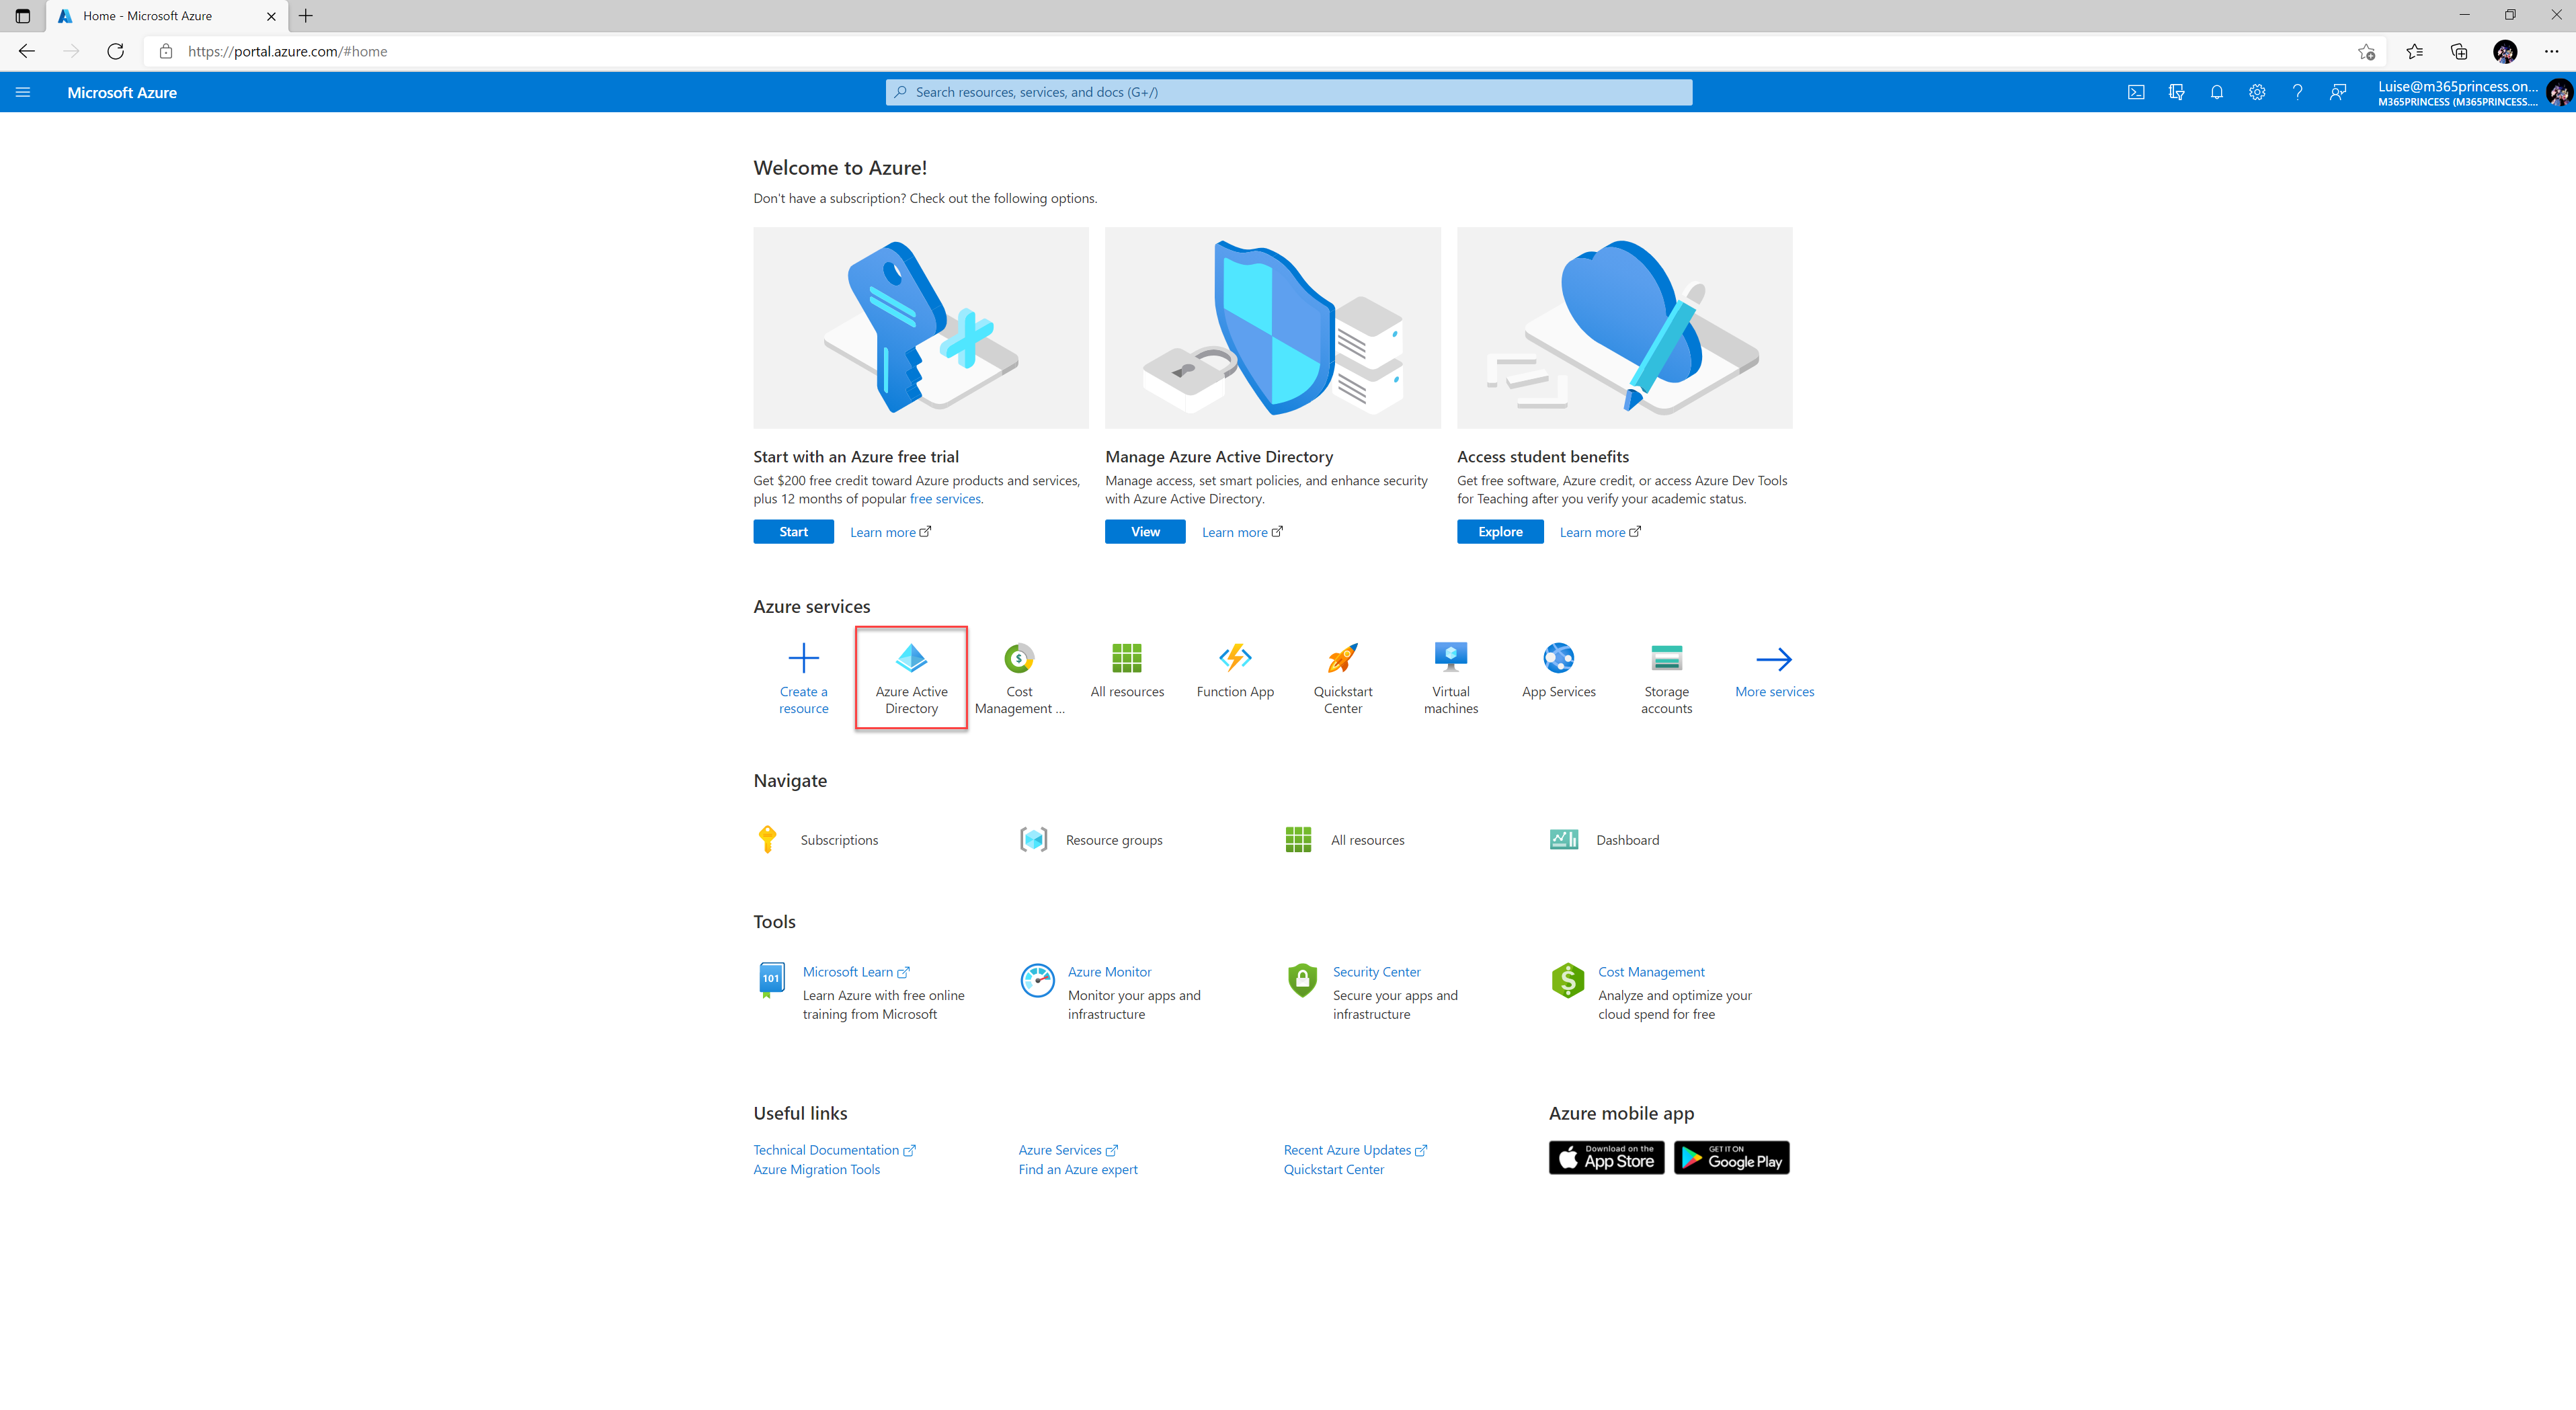 Home - Microsoft Azure
https://portal.azure.com/#home
Microsoft Azure
Search resources, services, and docs (G+/)
Luise@m365princess.on...
M365PRINCESS (M365PRINCESS....
Welcome to Azure!
Don't have a subscription? Check out the following options.
Start with an Azure free trial
Get $200 free credit toward Azure products and services,
plus 12 months of popular free services.
Start
Learn more
Manage Azure Active Directory
Manage access, set smart policies, and enhance security
with Azure Active Directory.
View
Learn more
Access student benefits
Get free software, Azure credit, or access Azure Dev Tools
for Teaching after you verify your academic status.
Explore
Learn more
Azure services
Create a
resource
Azure Active
Directory
Cost
Management ...
All resources
Function App
Quickstart
Center
Virtual
machines
App Services
Storage
accounts
More services
Navigate
Subscriptions
Resource groups
All resources
Dashboard
Tools
101
Microsoft Learn
Learn Azure with free online
training from Microsoft
Azure Monitor
Monitor your apps and
infrastructure
Security Center
Secure your apps and
infrastructure
Cost Management
Analyze and optimize your
cloud spend for free
Useful links
Technical Documentation
Azure Migration Tools
Azure Services
Find an Azure expert
Recent Azure Updates
Quickstart Center
Azure mobile app
Download on the
App Store
GET IT ON
Google Play